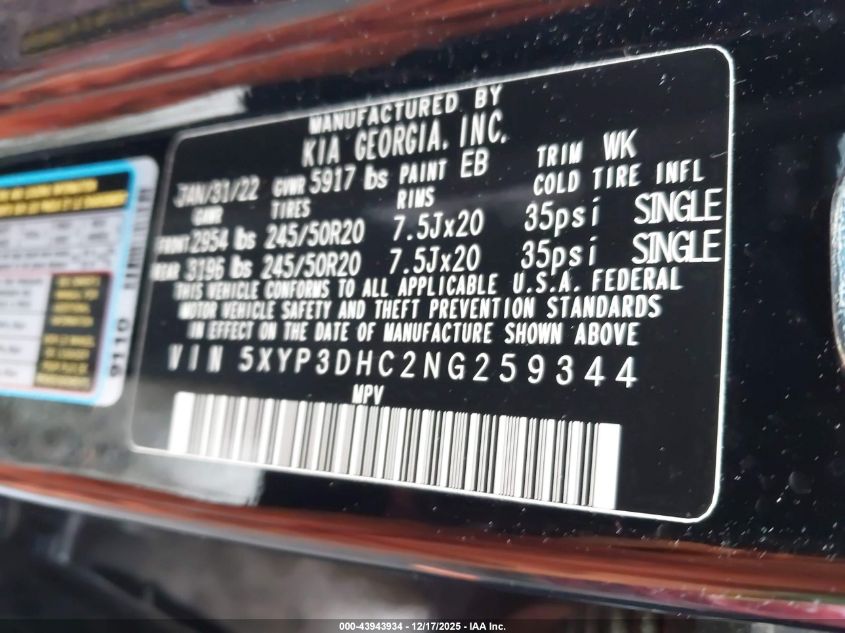 MANUFACTURED BY
KIA GEORGIA, INC.
JAN/31/22 GVWR 5917 lbs PAINT EB TRIM WK
GAWR TIRES RIMS COLD TIRE INFL
FRONT 2954 lbs 245/50R20 7.5Jx20 35psi SINGLE
REAR 3196 lbs 245/50R20 7.5Jx20 35psi SINGLE
THIS VEHICLE CONFORMS TO ALL APPLICABLE U.S.A. FEDERAL
MOTOR VEHICLE SAFETY AND THEFT PREVENTION STANDARDS
IN EFFECT ON THE DATE OF MANUFACTURE SHOWN ABOVE
VIN 5XYP3DHC2NG259344
MPV
9110
000-43943934 - 12/17/2025 - IAA Inc.